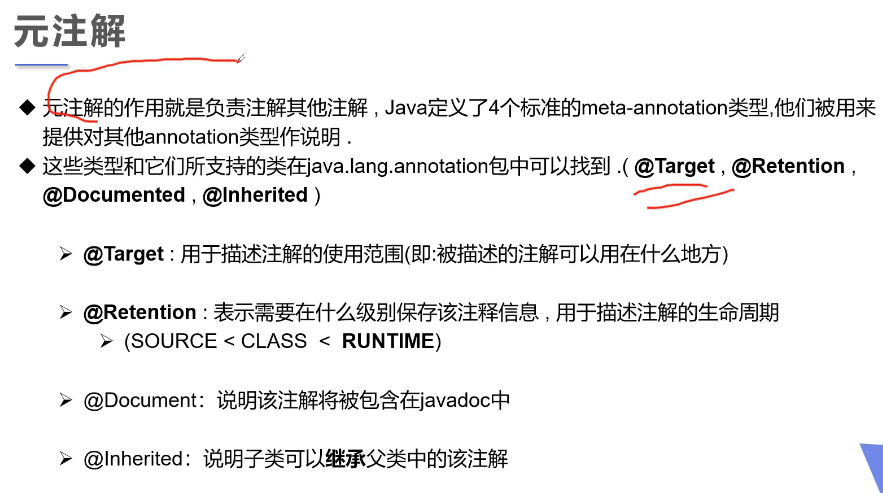 元注解
◆ 元注解的作用就是负责注解其他注解 , Java定义了4个标准的meta-annotation类型,他们被用来
提供对其他annotation类型作说明 .
◆ 这些类型和它们所支持的类在java.lang.annotation包中可以找到 .( @Target , @Retention ,
@Documented , @Inherited )
➢ @Target : 用于描述注解的使用范围(即:被描述的注解可以用在什么地方)
➢ @Retention : 表示需要在什么级别保存该注释信息 , 用于描述注解的生命周期
➢ (SOURCE < CLASS < RUNTIME)
➢ @Document：说明该注解将被包含在javadoc中
➢ @Inherited：说明子类可以继承父类中的该注解